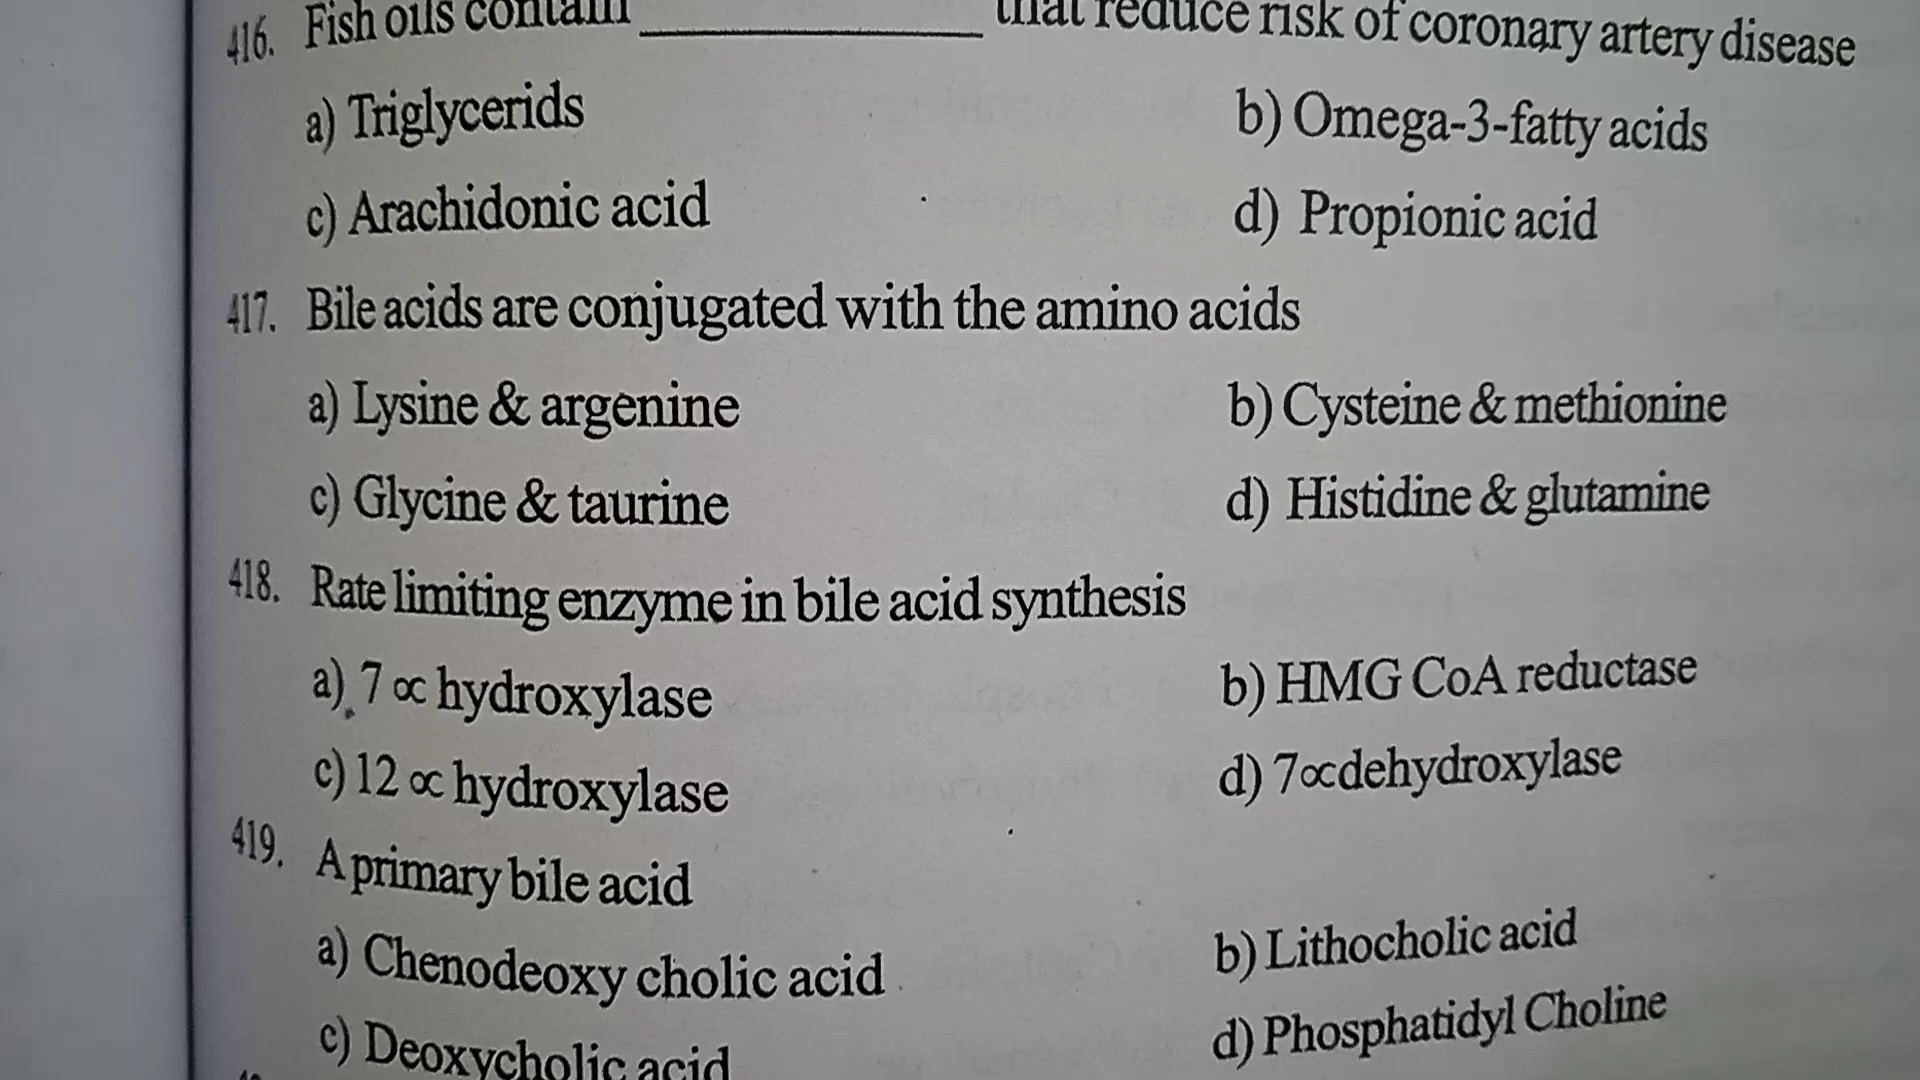 416. Fish oils contain ____________ that reduce risk of coronary artery disease
a) Triglycerids b) Omega-3-fatty acids
c) Arachidonic acid d) Propionic acid
417. Bile acids are conjugated with the amino acids
a) Lysine & argenine b) Cysteine & methionine
c) Glycine & taurine d) Histidine & glutamine
418. Rate limiting enzyme in bile acid synthesis
a) 7 ∝ hydroxylase b) HMG CoA reductase
c) 12 ∝ hydroxylase d) 7∝dehydroxylase
419. A primary bile acid
a) Chenodeoxy cholic acid b) Lithocholic acid
c) Deoxycholic acid d) Phosphatidyl Choline